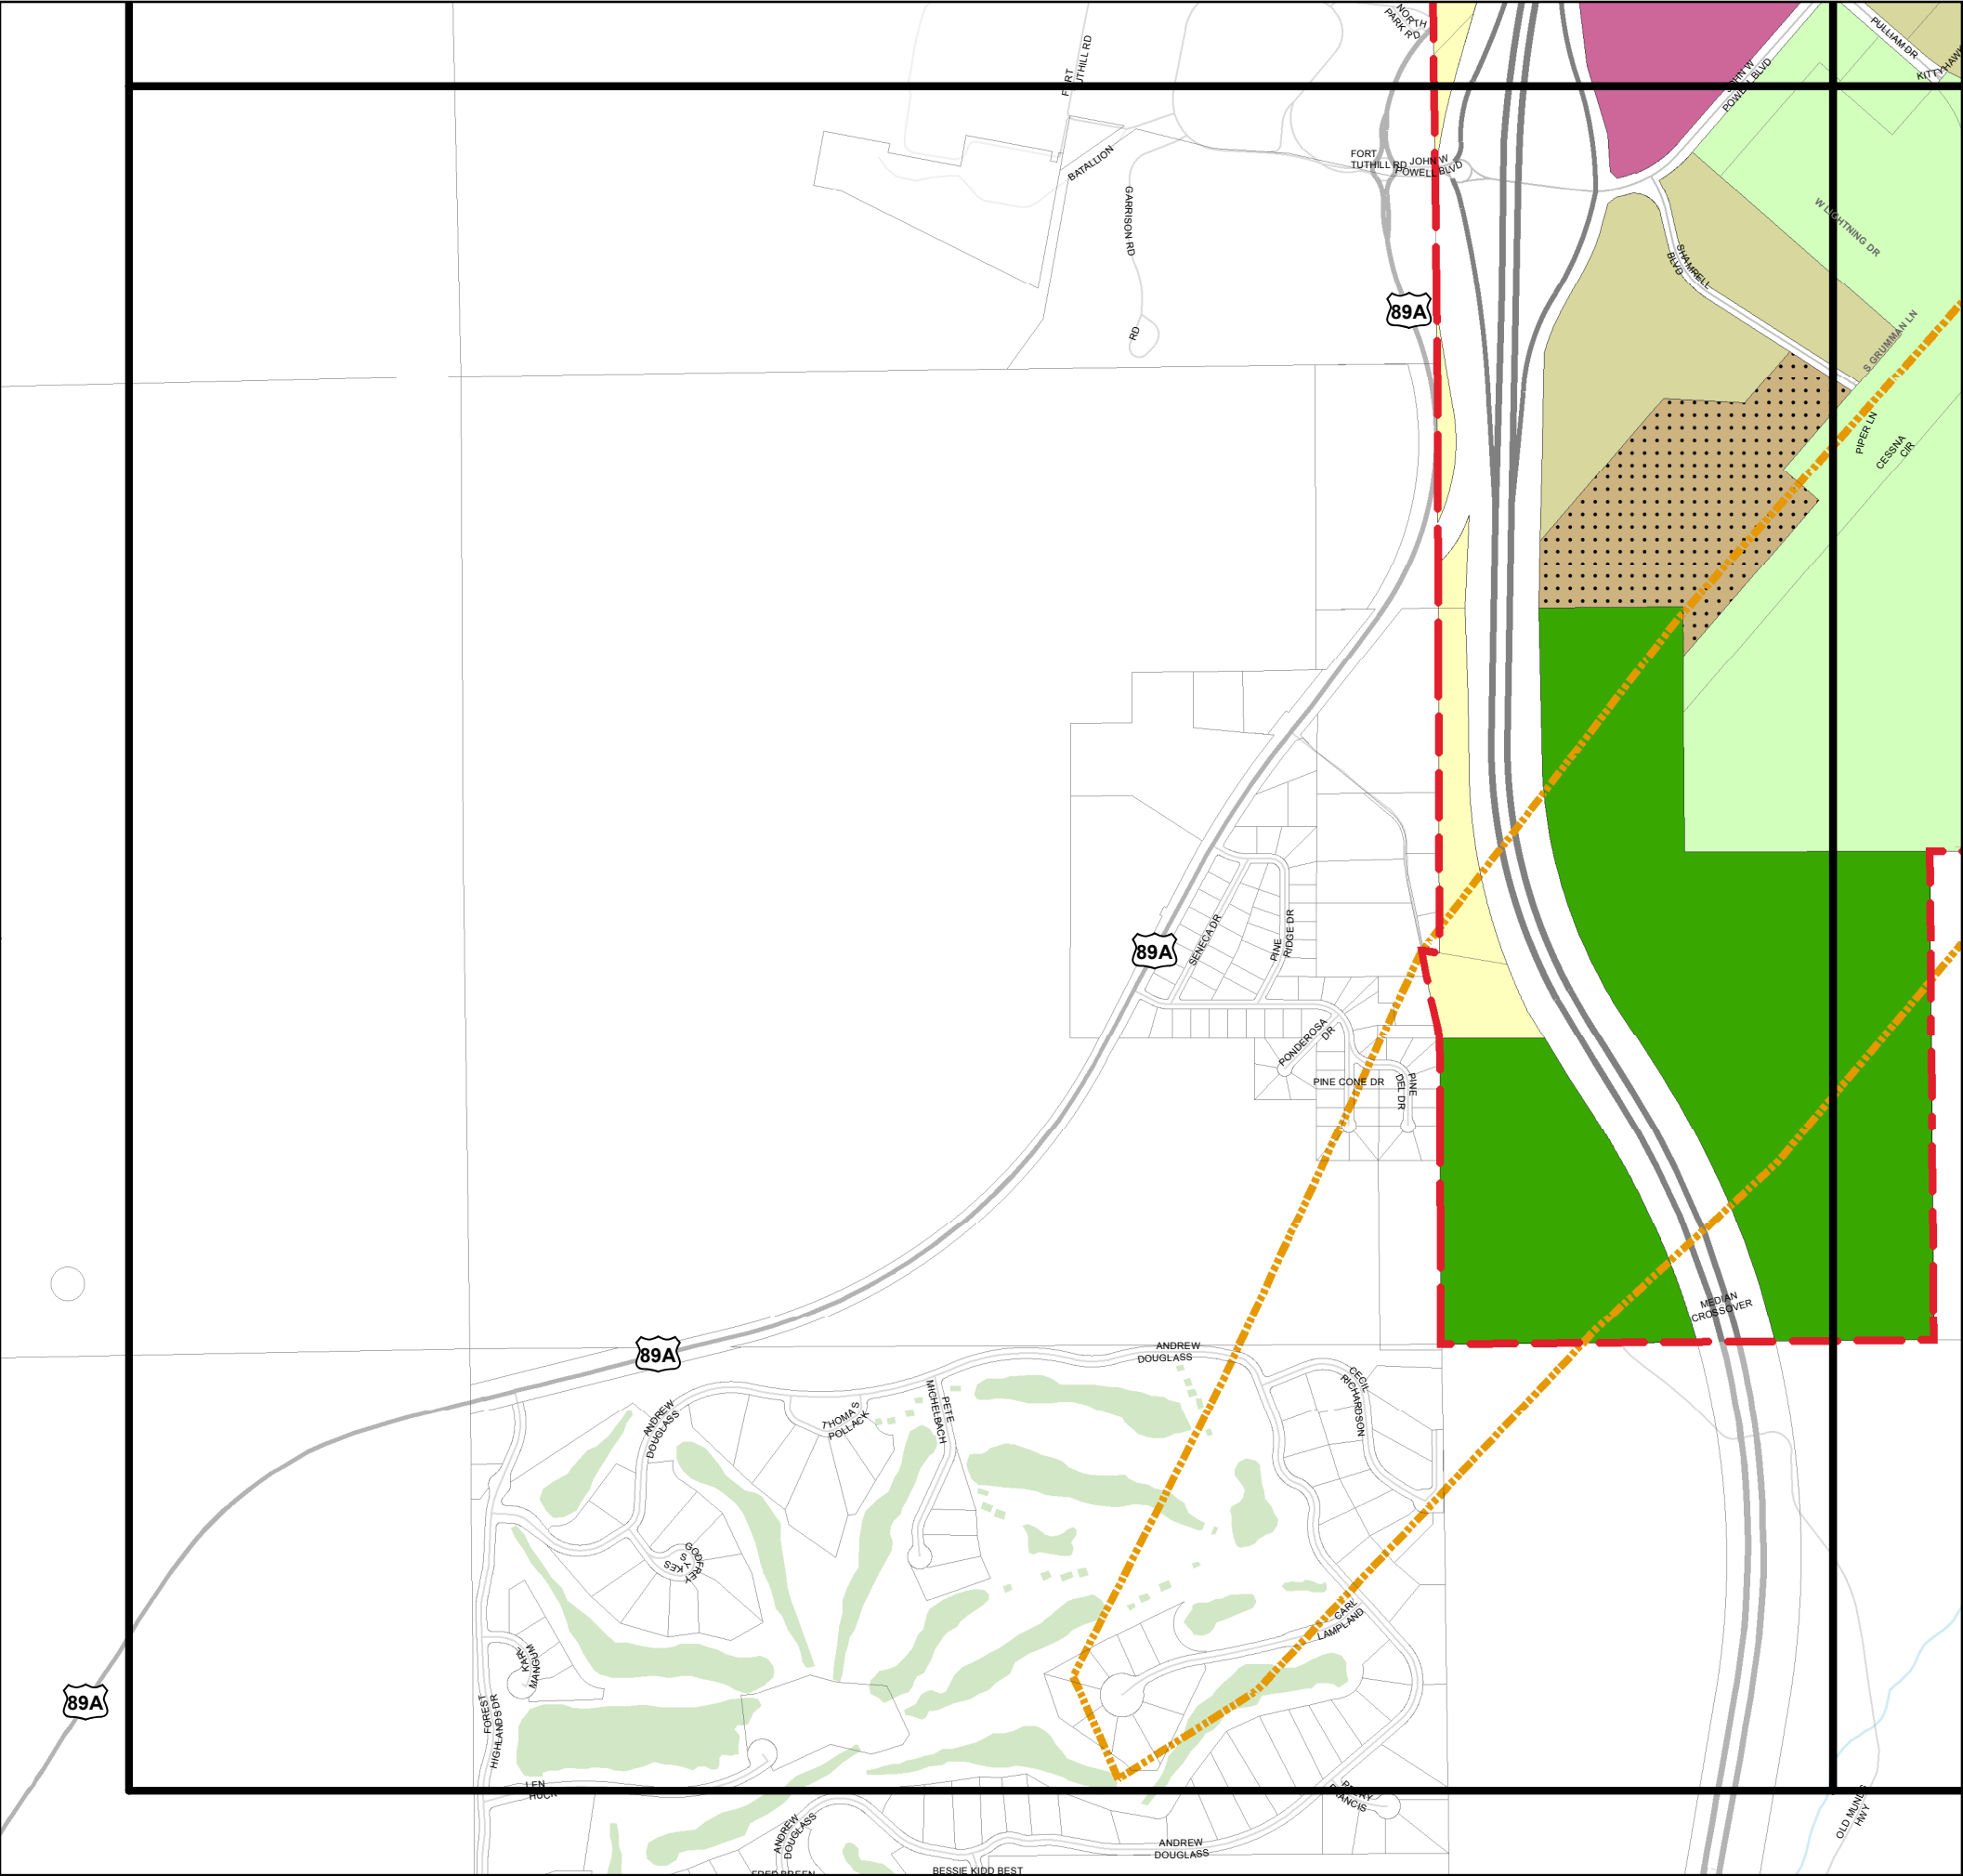 NORTH
PARK RD
PULLIAM DR
KITTYHAWK
FORT
TUTHILL RD
JOHN W
POWELL BLVD
BATALLION
FORT
TUTHILL RD
JOHN W
POWELL BLVD
GARRISON RD
W LIGHTNING DR
SHAMRELL
BLVD
89A
RD
S GRUMMAN LN
PIPER LN
CESSNA
CIR
SENECA DR
PINE
RIDGE DR
89A
PONDEROSA
DR
PINE CONE DR
PINE
DEL DR
MEDIAN
CROSSOVER
89A
ANDREW
DOUGLASS
CECIL
RICHARDSON
ANDREW
DOUGLASS
THOMAS
POLLACK
PETE
MICHELBACH
GODFREY
SYKES
CARL
LAMPLAND
KARL
MANGUM
89A
FOREST
HIGHLANDS DR
LEN
HUCK
FRANCIS
OLD MUNDS
HWY
ANDREW
DOUGLASS
ANDREW
DOUGLASS
FRED BREEN
BESSIE KIDD BEST